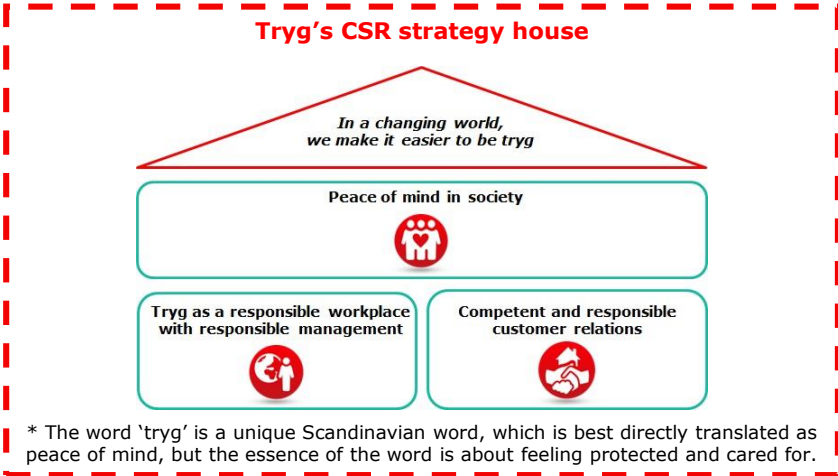 Tryg’s CSR strategy house
In a changing world,
we make it easier to be tryg
Peace of mind in society
Tryg as a responsible workplace
with responsible management
Competent and responsible
customer relations
* The word ‘tryg’ is a unique Scandinavian word, which is best directly translated as
peace of mind, but the essence of the word is about feeling protected and cared for.